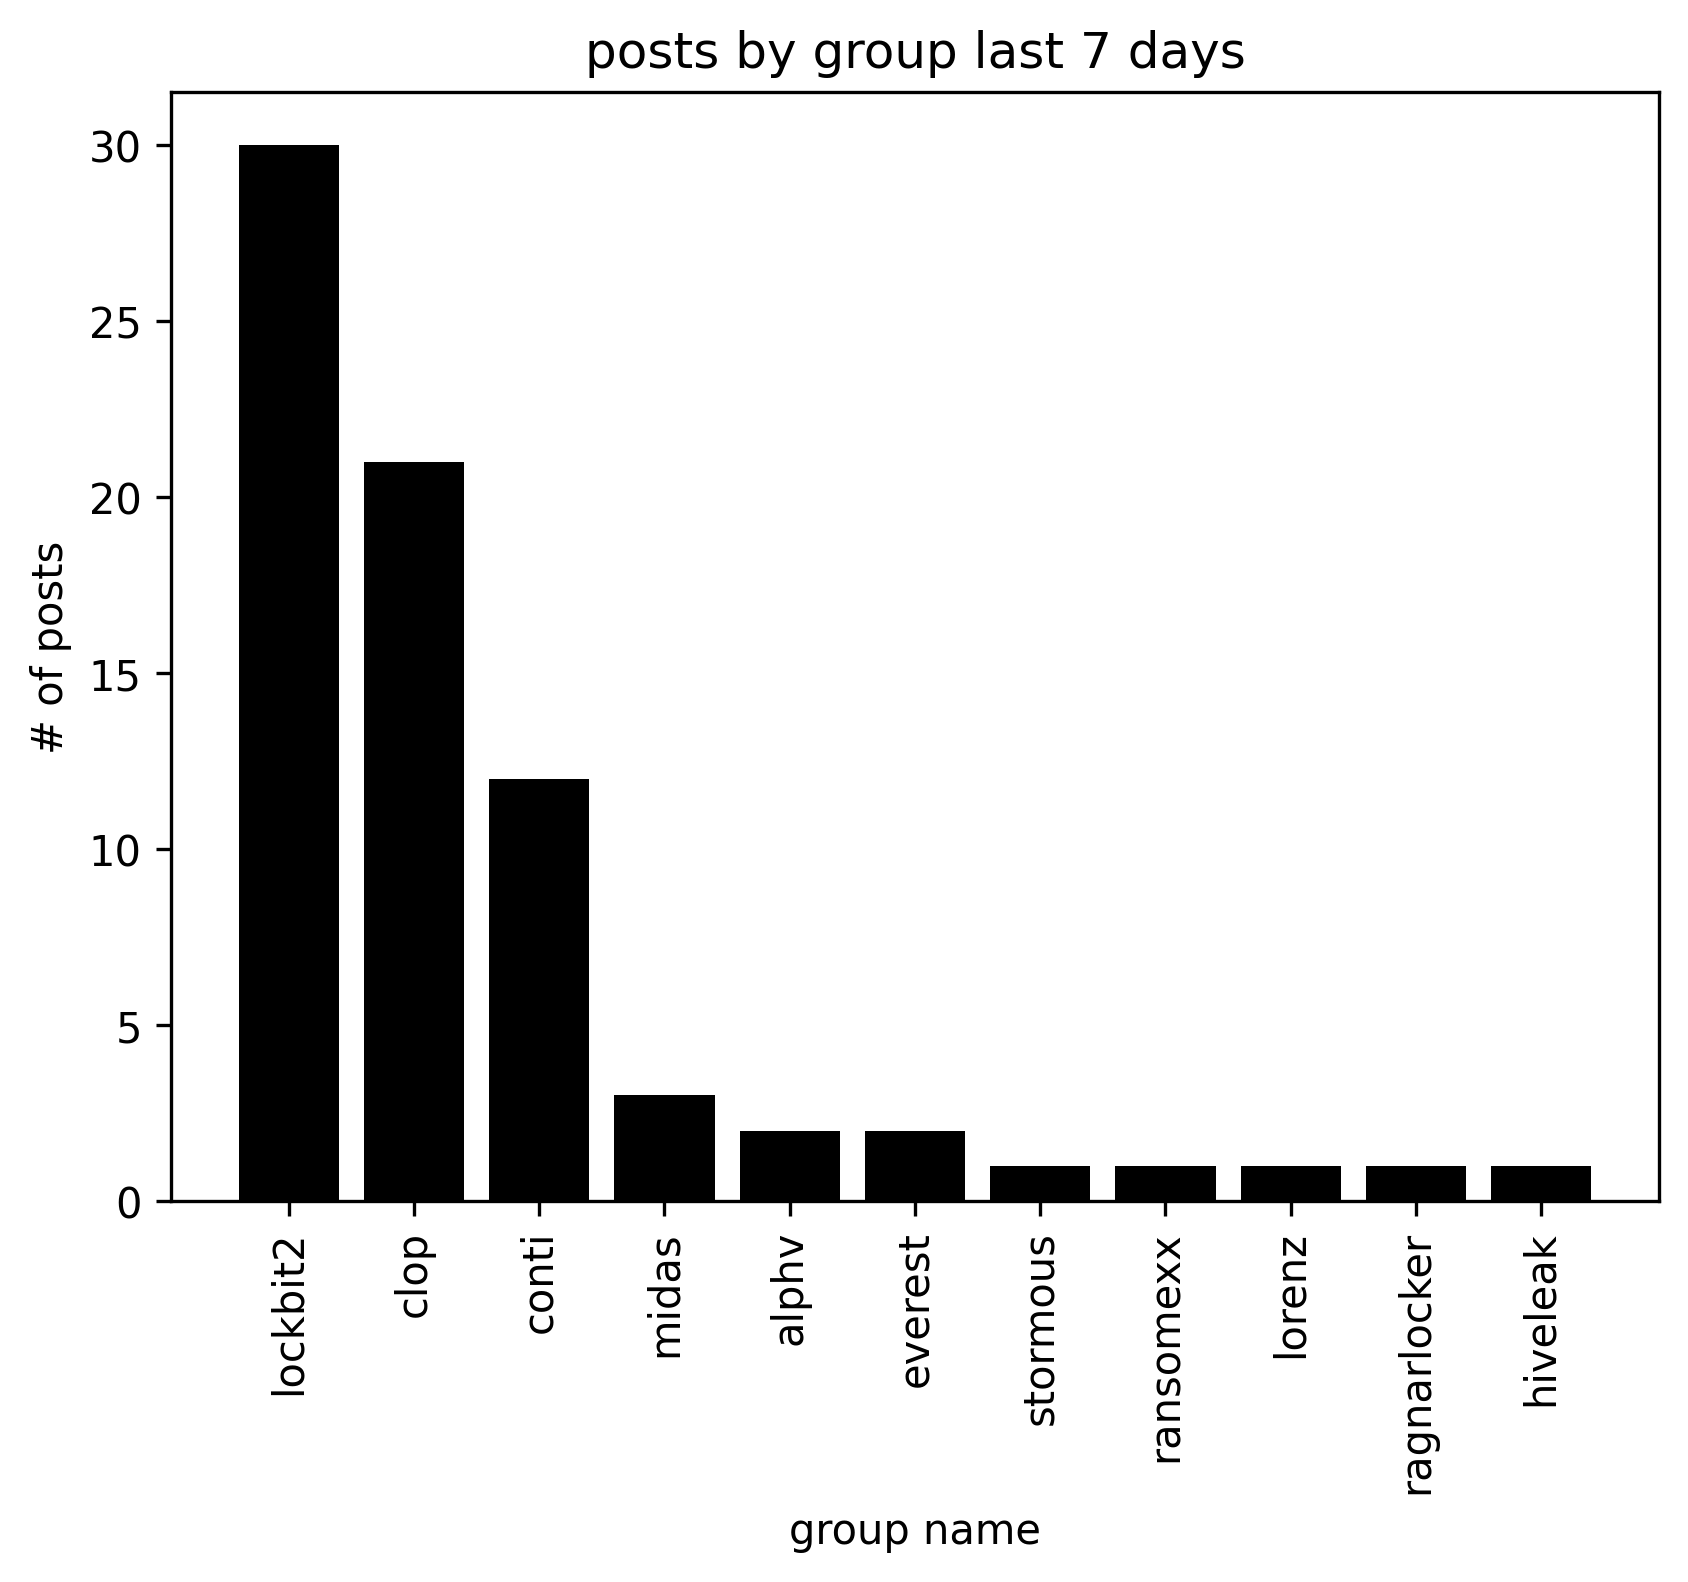 posts by group last 7 days
# of posts
30
25
20
15
10
5
0
lockbit2
clop
conti
midas
alphv
everest
stormous
ransomexx
lorenz
ragnarlocker
hiveleak
group name